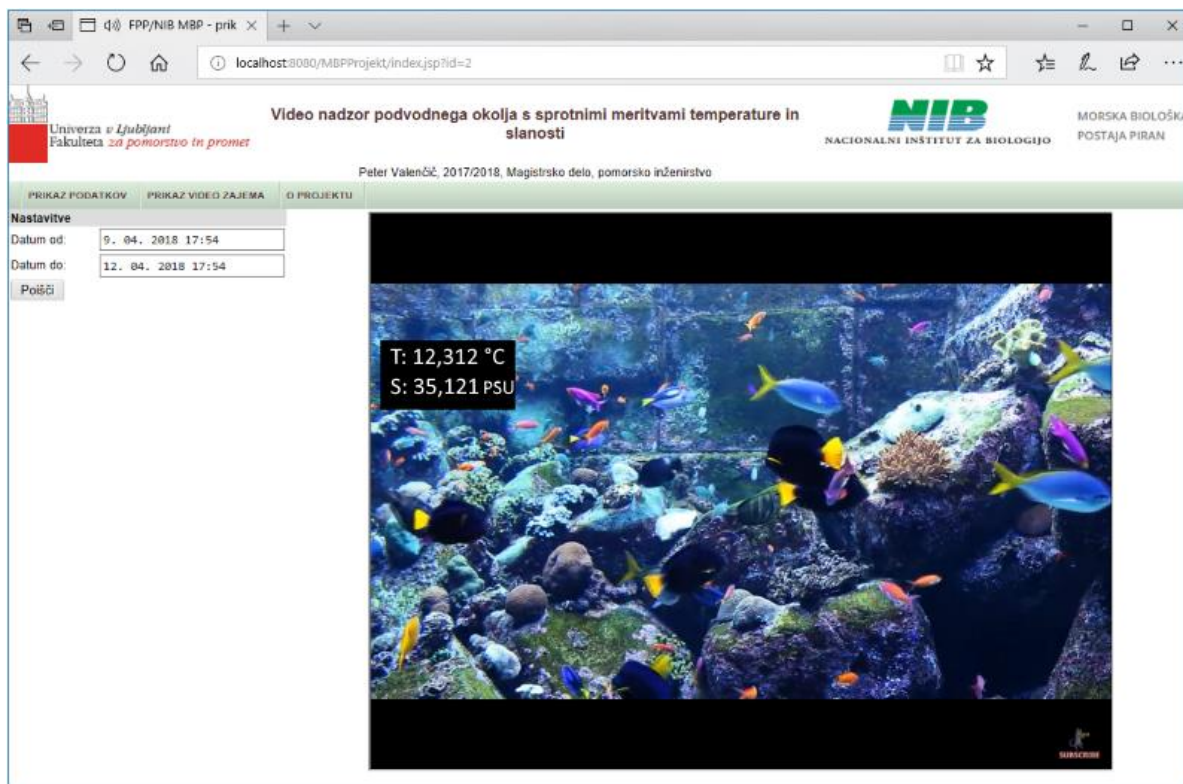 FPP/NIB MBP - prik
localhost:8080/MBPProjekt/index.jsp?id=2
Univerza v Ljubljani
Fakulteta za pomorstvo in promet
Video nadzor podvodnega okolja s sprotnimi meritvami temperature in
slanosti
Peter Valenčič, 2017/2018, Magistrsko delo, pomorsko inženirstvo
NIB
NACIONALNI INŠTITUT ZA BIOLOGIJO
MORSKA BIOLOŠKA
POSTAJA PIRAN
PRIKAZ PODATKOV PRIKAZ VIDEO ZAJEMA O PROJEKTU
Nastavitve
Datum od: 9. 04. 2018 17:54
Datum do: 12. 04. 2018 17:54
Poišči
T: 12,312 °C
S: 35,121 PSU
SUBSCRIBE